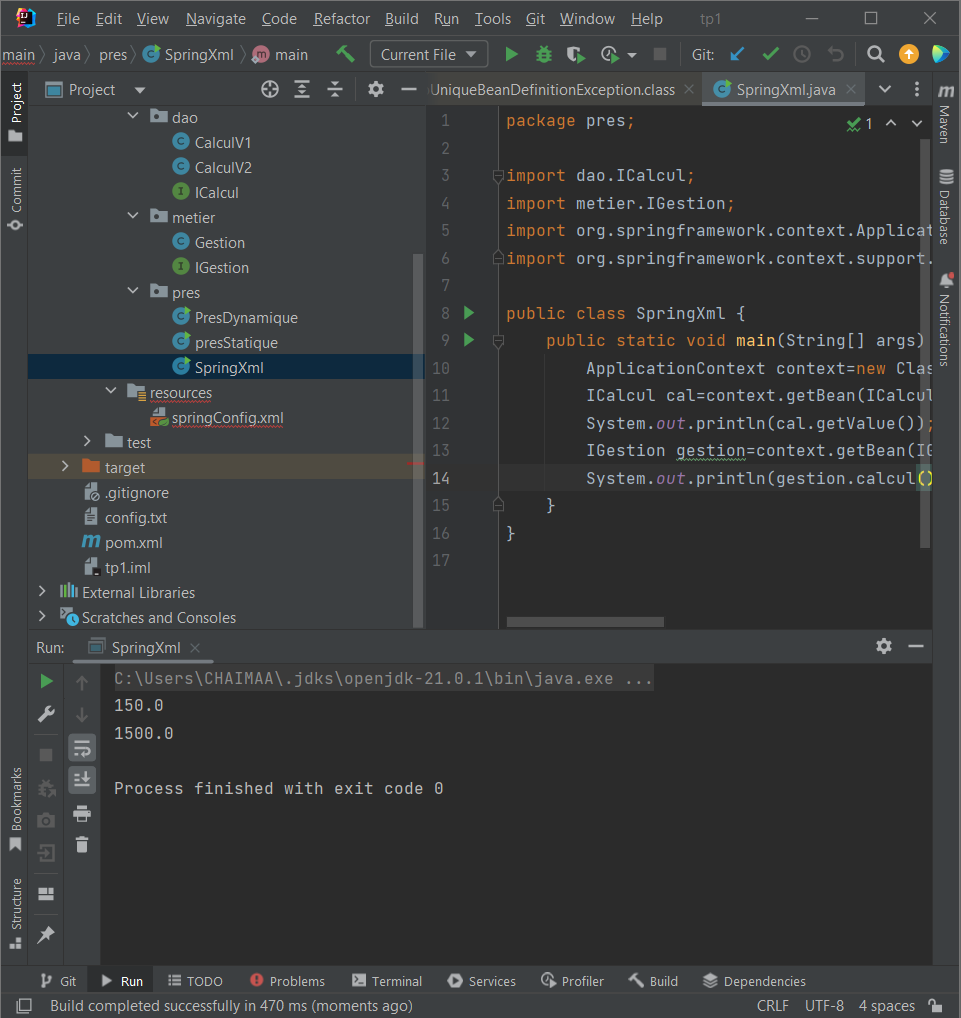 File Edit View Navigate Code Refactor Build Run Tools Git Window Help tp1
main java pres SpringXml main Current File Git:
Project
UniqueBeanDefinitionException.class SpringXml.java
Project
Commit
Bookmarks
Structure
dao
CalculV1
CalculV2
ICalcul
metier
Gestion
IGestion
pres
PresDynamique
presStatique
SpringXml
resources
springConfig.xml
test
target
.gitignore
config.txt
pom.xml
tp1.iml
External Libraries
Scratches and Consoles
1 package pres; 1
2
3 import dao.ICalcul;
4 import metier.IGestion;
5 import org.springframework.context.Applicat
6 import org.springframework.context.support.
7
8 public class SpringXml {
9 public static void main(String[] args)
10 ApplicationContext context=new Clas
11 ICalcul cal=context.getBean(ICalcul
12 System.out.println(cal.getValue());
13 IGestion gestion=context.getBean(IG
14 System.out.println(gestion.calcul()
15 }
16 }
17
Maven
Database
Notifications
Run: SpringXml
C:\Users\CHAIMAA\.jdks\openjdk-21.0.1\bin\java.exe ...
150.0
1500.0
Process finished with exit code 0
Git Run TODO Problems Terminal Services Profiler Build Dependencies
Build completed successfully in 470 ms (moments ago) CRLF UTF-8 4 spaces